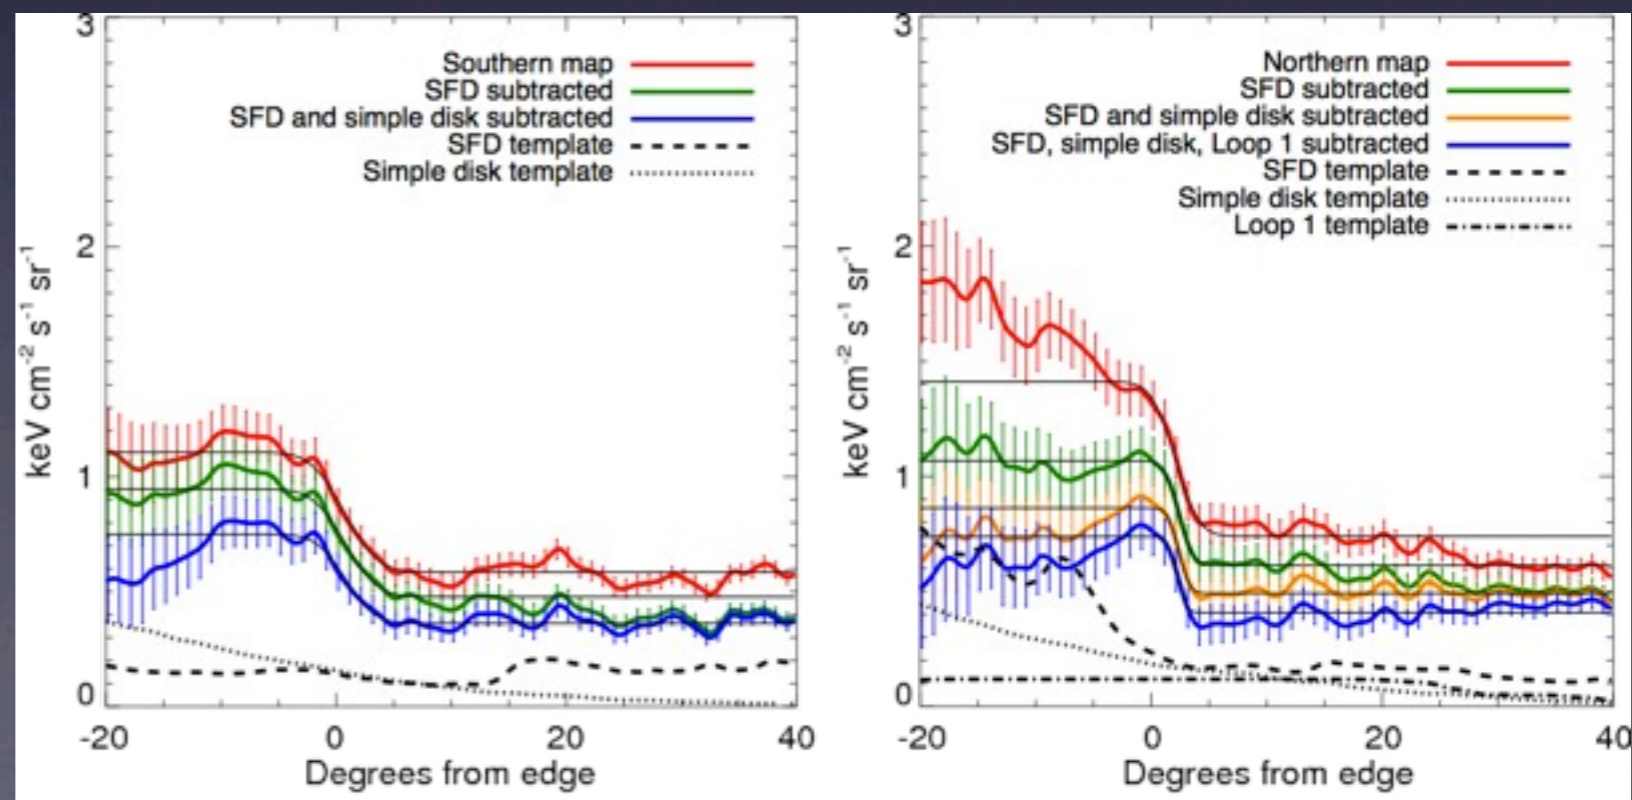 3
2
1
0
-20
0
20
40
keV cm⁻² s⁻¹ sr⁻¹
Degrees from edge
Southern map
SFD subtracted
SFD and simple disk subtracted
SFD template
Simple disk template
3
2
1
0
-20
0
20
40
keV cm⁻² s⁻¹ sr⁻¹
Degrees from edge
Northern map
SFD subtracted
SFD and simple disk subtracted
SFD, simple disk, Loop 1 subtracted
SFD template
Simple disk template
Loop 1 template